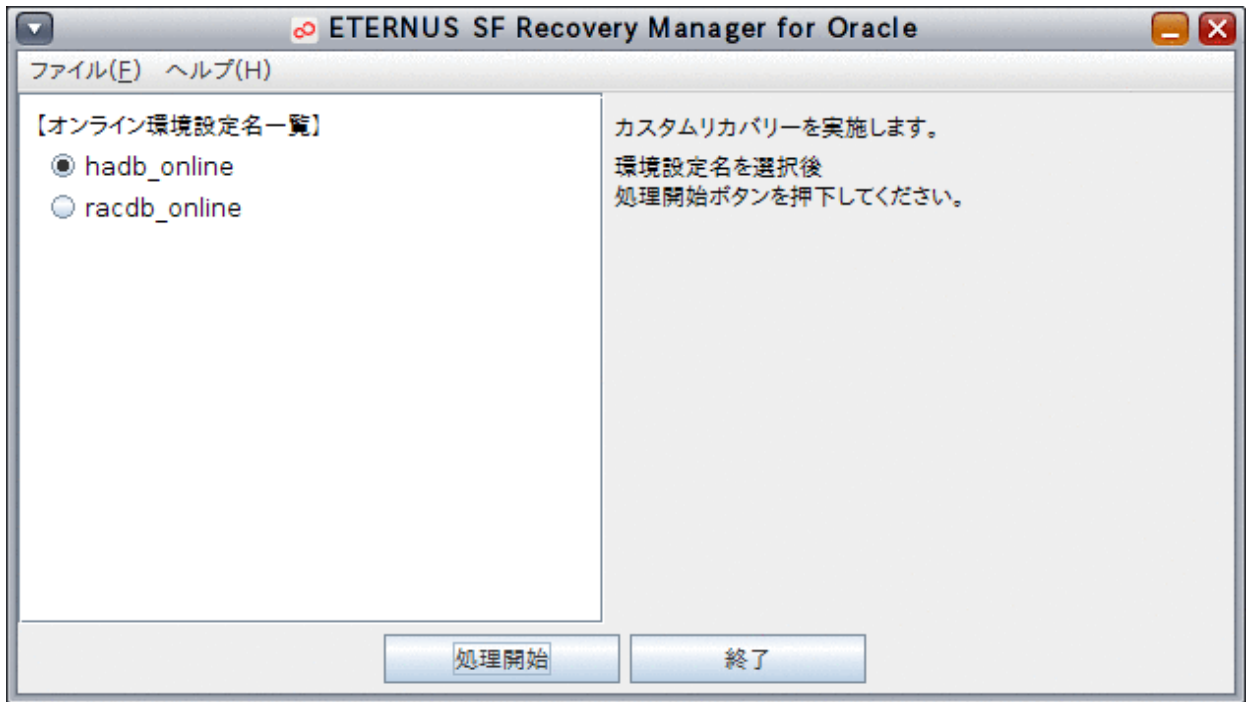 ETERNUS SF Recovery Manager for Oracle
ファイル(F) ヘルプ(H)
【オンライン環境設定名一覧】
hadb_online
racdb_online
カスタムリカバリーを実施します。
環境設定名を選択後
処理開始ボタンを押下してください。
処理開始 終了